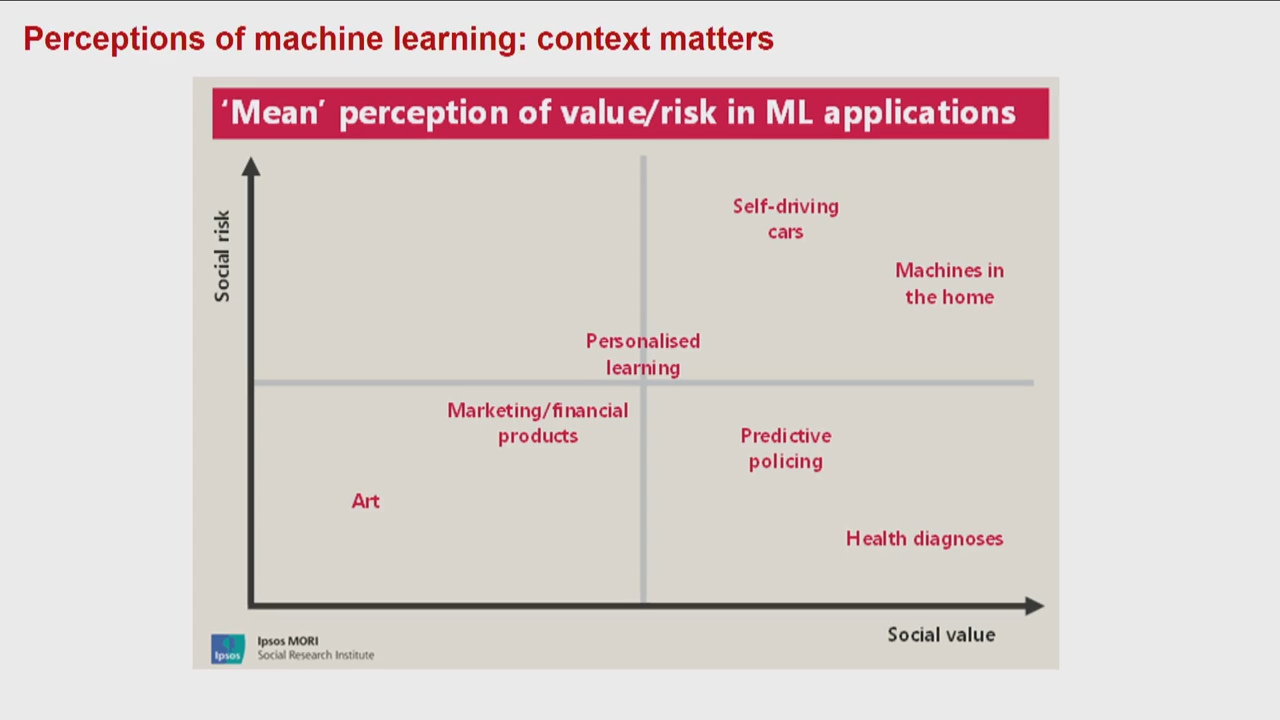 Perceptions of machine learning: context matters
‘Mean’ perception of value/risk in ML applications
Social risk
Self-driving
cars
Machines in
the home
Personalised
learning
Marketing/financial
products
Predictive
policing
Art
Health diagnoses
Social value
Ipsos
Ipsos MORI
Social Research Institute